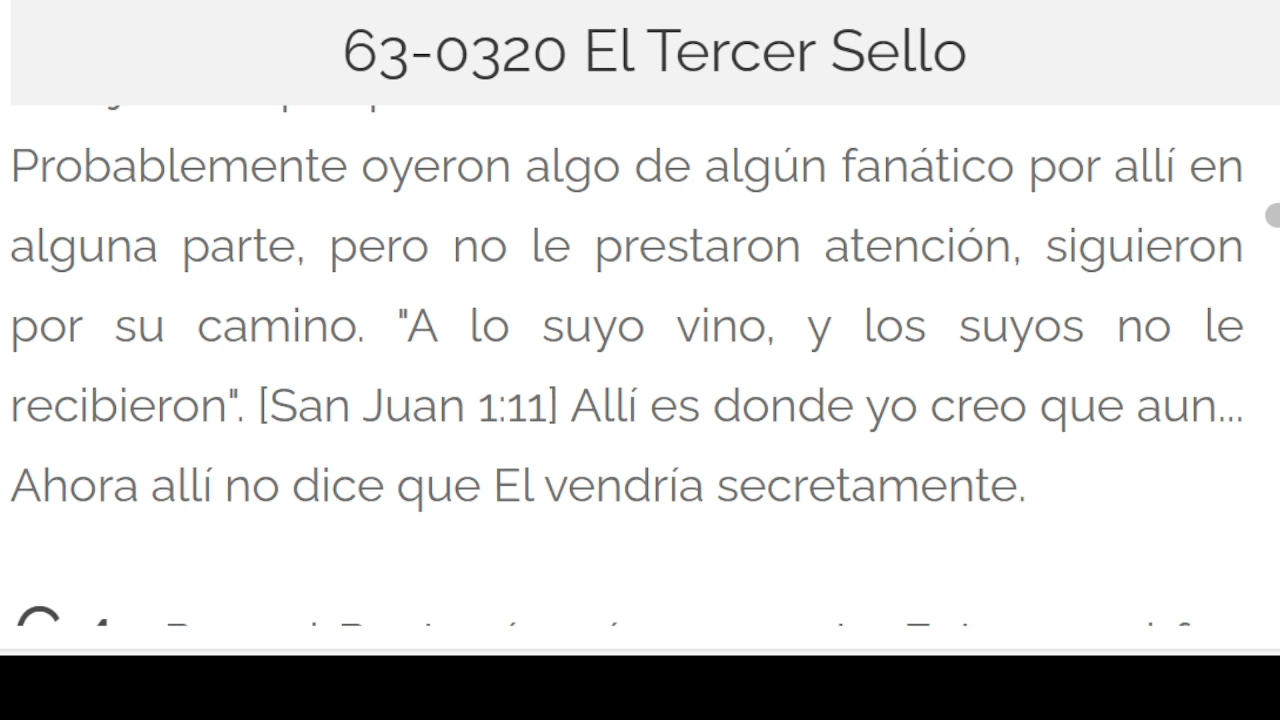 63-0320 El Tercer Sello
Probablemente oyeron algo de algún fanático por allí en
alguna parte, pero no le prestaron atención, siguieron
por su camino. "A lo suyo vino, y los suyos no le
recibieron". [San Juan 1:11] Allí es donde yo creo que aun...
Ahora allí no dice que El vendría secretamente.